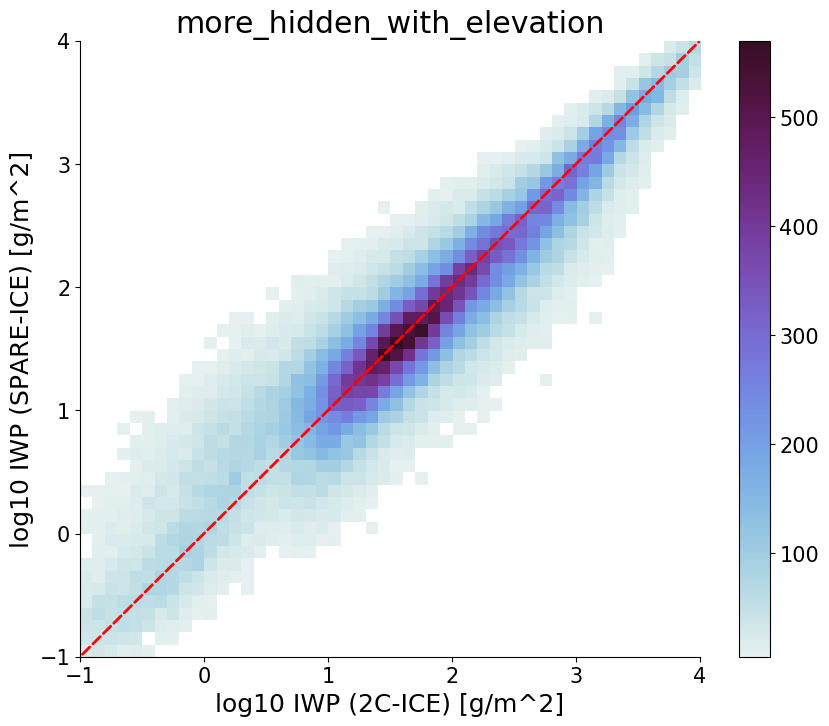 more_hidden_with_elevation
log10 IWP (SPARE-ICE) [g/m^2]
4
3
2
1
0
−1
−1 0 1 2 3 4
log10 IWP (2C-ICE) [g/m^2]
500
400
300
200
100